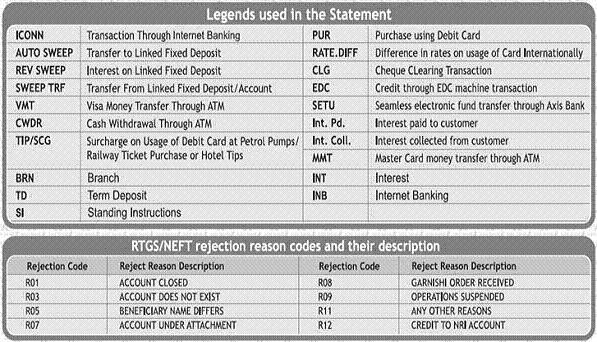 Legends used in the Statement
ICONN Transaction Through Internet Banking PUR Purchase using Debit Card
AUTO SWEEP Transfer to Linked Fixed Deposit RATE.DIFF Difference in rates on usage of Card Internationally
REV SWEEP Interest on Linked Fixed Deposit CLG Cheque CLearing Transaction
SWEEP TRF Transfer From Linked Fixed Deposit/Account EDC Credit through EDC machine transaction
VMT Visa Money Transfer Through ATM SETU Seamless electronic fund transfer through Axis Bank
CWDR Cash Withdrawal Through ATM Int. Pd. Interest paid to customer
TIP/SCG Surcharge on Usage of Debit Card at Petrol Pumps/ Int. Coll. Interest collected from customer
Railway Ticket Purchase or Hotel Tips MMT Master Card money transfer through ATM
BRN Branch INT Interest
TD Term Deposit INB Internet Banking
SI Standing Instructions
RTGS/NEFT rejection reason codes and their description
Rejection Code Reject Reason Description Rejection Code Reject Reason Description
R01 ACCOUNT CLOSED R08 GARNISHI ORDER RECEIVED
R03 ACCOUNT DOES NOT EXIST R09 OPERATIONS SUSPENDED
R05 BENEFICIARY NAME DIFFERS R11 ANY OTHER REASONS
R07 ACCOUNT UNDER ATTACHMENT R12 CREDIT TO NRI ACCOUNT